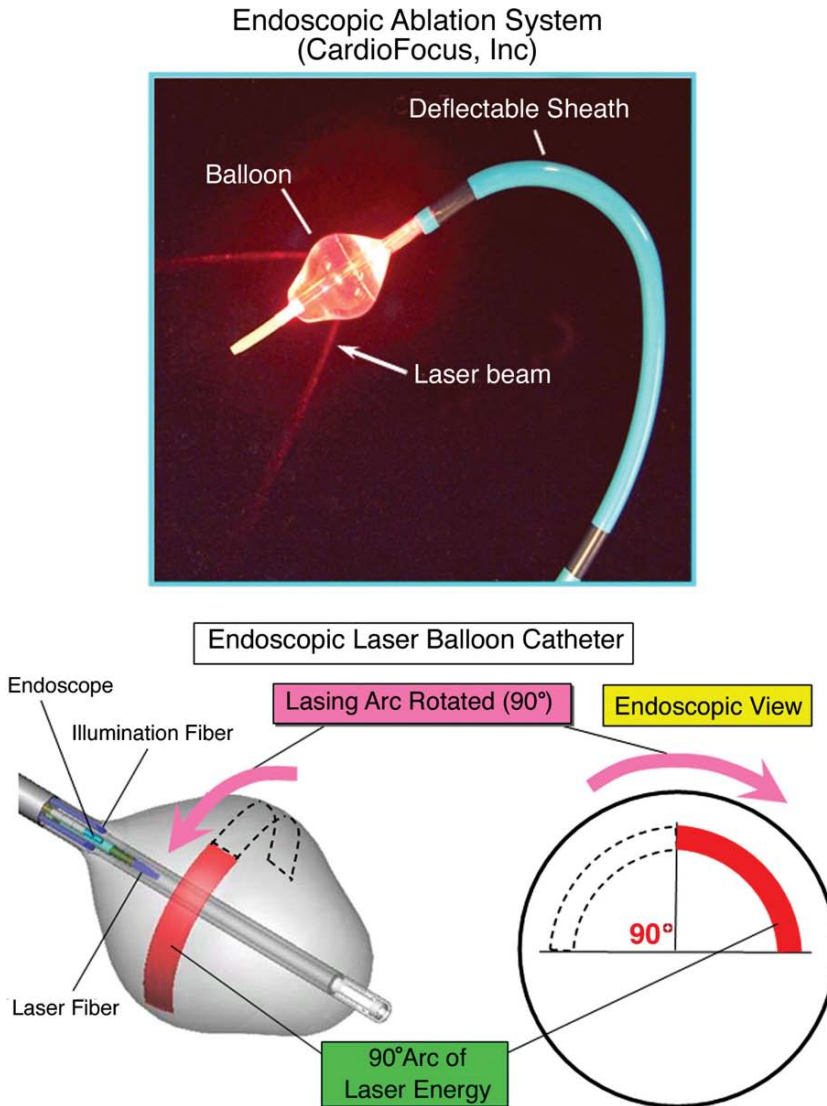 Endoscopic Ablation System
(CardioFocus, Inc)
Deflectable Sheath
Balloon
Laser beam
Endoscopic Laser Balloon Catheter
Endoscope
Lasing Arc Rotated (90°)
Endoscopic View
Illumination Fiber
90°
Laser Fiber
90°Arc of
Laser Energy